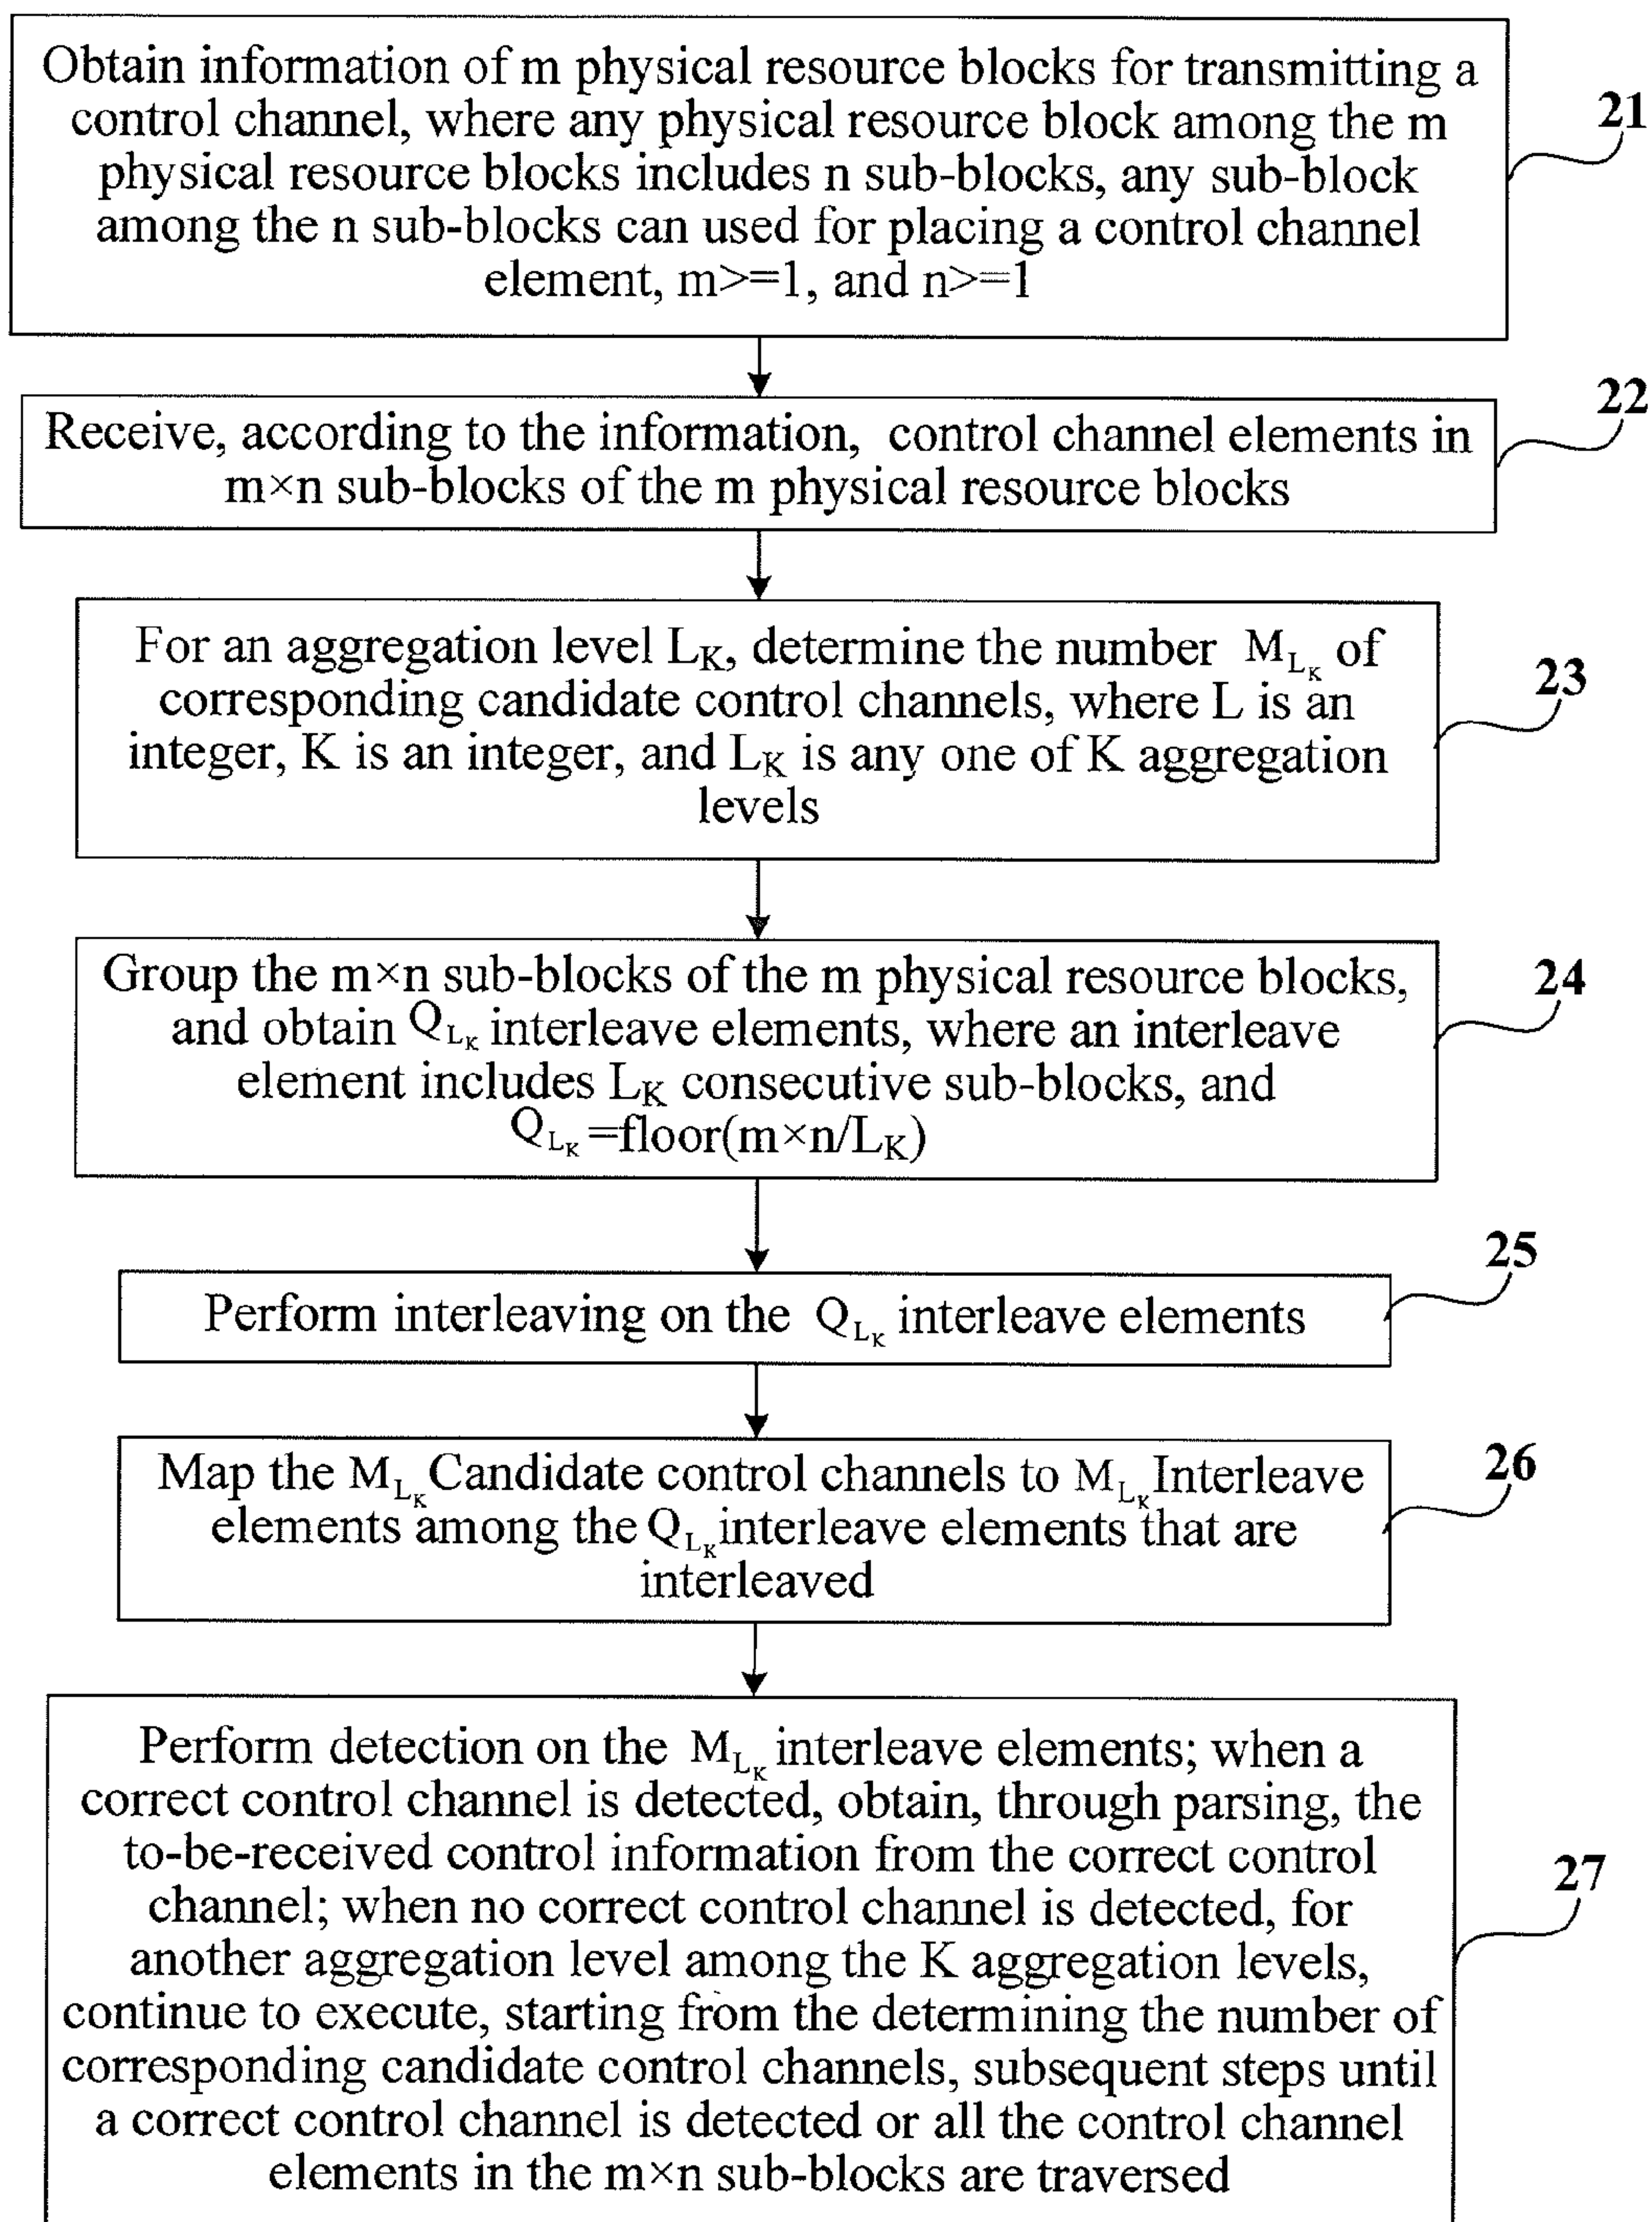 Obtain information of m physical resource blocks for transmitting a
control channel, where any physical resource block among the m
physical resource blocks includes n sub-blocks, any sub-block
among the n sub-blocks can used for placing a control channel
element, m>=1, and n>=1
21
Receive, according to the information, control channel elements in
m×n sub-blocks of the m physical resource blocks
22
For an aggregation level L_K, determine the number M_{L_K} of
corresponding candidate control channels, where L is an
integer, K is an integer, and L_K is any one of K aggregation
levels
23
Group the m×n sub-blocks of the m physical resource blocks,
and obtain Q_{L_K} interleave elements, where an interleave
element includes L_K consecutive sub-blocks, and
Q_{L_K}=floor(m×n/L_K)
24
Perform interleaving on the Q_{L_K} interleave elements
25
Map the M_{L_K} Candidate control channels to M_{L_K} Interleave
elements among the Q_{L_K} interleave elements that are
interleaved
26
Perform detection on the M_{L_K} interleave elements; when a
correct control channel is detected, obtain, through parsing, the
to-be-received control information from the correct control
channel; when no correct control channel is detected, for
another aggregation level among the K aggregation levels,
continue to execute, starting from the determining the number of
corresponding candidate control channels, subsequent steps until
a correct control channel is detected or all the control channel
elements in the m×n sub-blocks are traversed
27